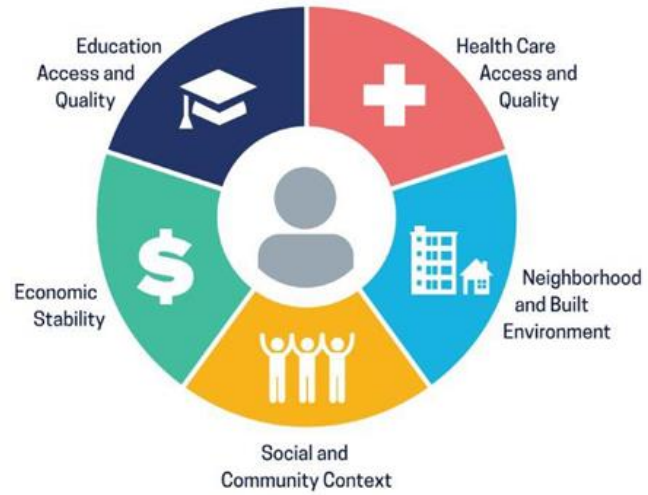 Education
Access and
Quality
Health Care
Access and
Quality
$
Economic
Stability
Neighborhood
and Built
Environment
Social and
Community Context